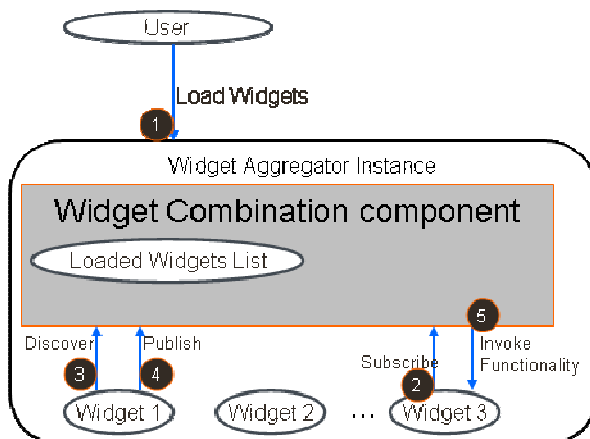 User
Load Widgets
1
Widget Aggregator Instance
Widget Combination component
Loaded Widgets List
5
Discover
Publish
Subscribe
Invoke
Functionality
3
4
2
Widget 1
Widget 2
...
Widget 3